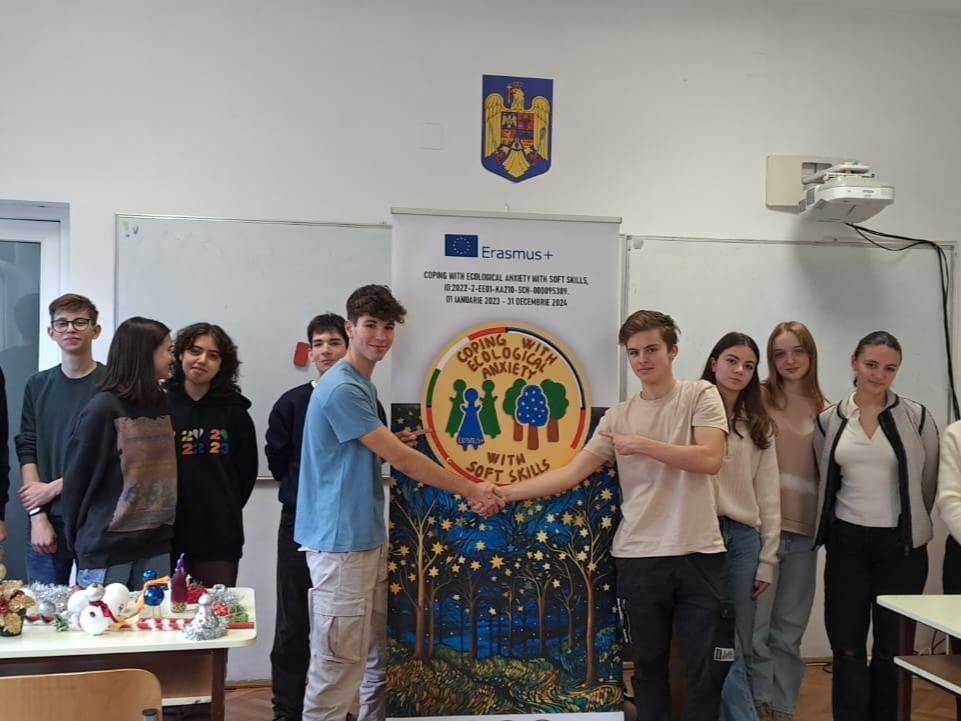 Erasmus+
COPING WITH ECOLOGICAL ANXIETY WITH SOFT SKILLS,
ID:2022-2-EE01-KA210-SCH-000095389.
01 IANUARIE 2023 - 31 DECEMBRIE 2024
COPING WITH
ECOLOGICAL
ANXIETY
ERASMUS+
WITH
SOFT SKILLS